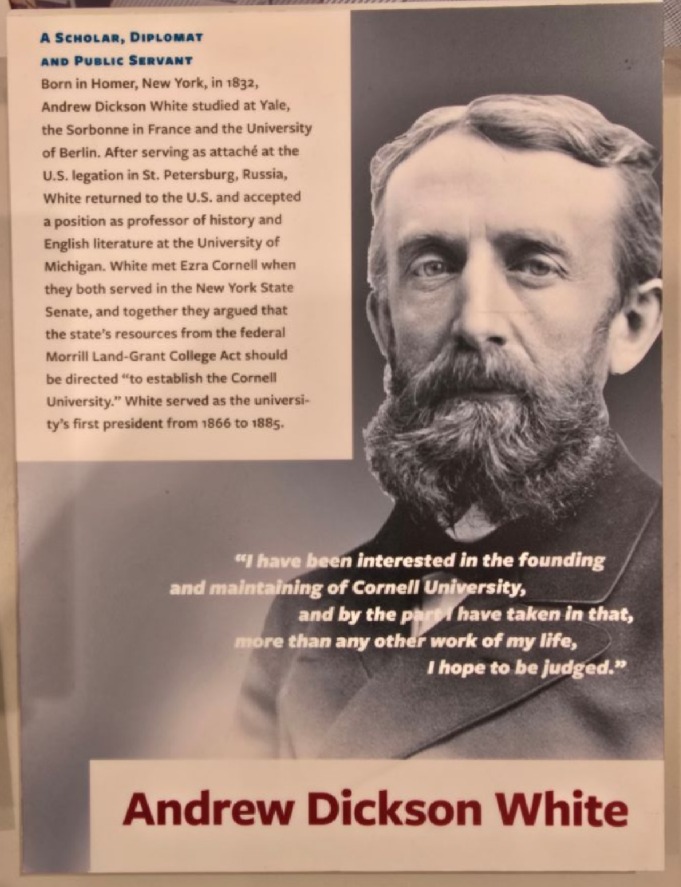 A Scholar, Diplomat
and Public Servant
Born in Homer, New York, in 1832,
Andrew Dickson White studied at Yale,
the Sorbonne in France and the University
of Berlin. After serving as attaché at the
U.S. legation in St. Petersburg, Russia,
White returned to the U.S. and accepted
a position as professor of history and
English literature at the University of
Michigan. White met Ezra Cornell when
they both served in the New York State
Senate, and together they argued that
the state's resources from the federal
Morrill Land-Grant College Act should
be directed “to establish the Cornell
University.” White served as the universi-
ty's first president from 1866 to 1885.
“I have been interested in the founding
and maintaining of Cornell University,
and by the part I have taken in that,
more than any other work of my life,
I hope to be judged.”
Andrew Dickson White